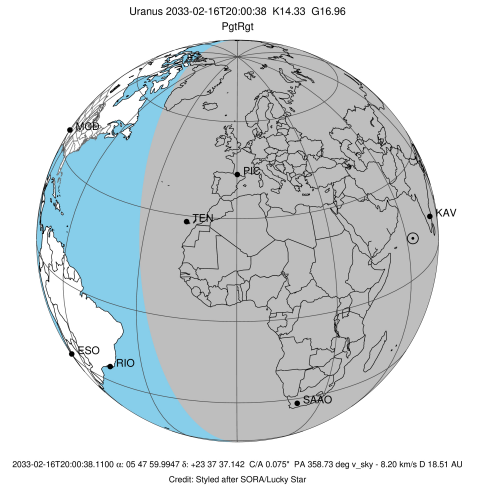 Uranus 2033-02-16T20:00:38 K14.33 G16.96
PgtRgt
MCD
PIC
KAV
TEN
ESO
RIO
SAAO
2033-02-16T20:00:38.1100 α: 05 47 59.9947 δ: +23 37 37.142 C/A 0.075" PA 358.73 deg v_sky - 8.20 km/s D 18.51 AU
Credit: Styled after SORA/Lucky Star